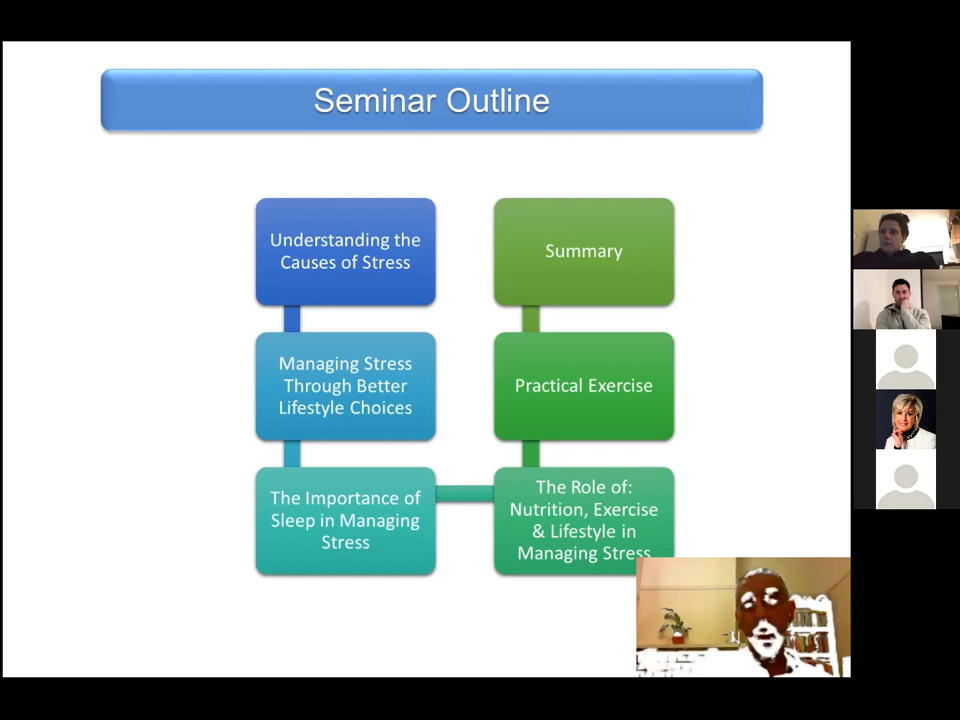 Seminar Outline
Understanding the
Causes of Stress
Managing Stress
Through Better
Lifestyle Choices
The Importance of
Sleep in Managing
Stress
The Role of:
Nutrition, Exercise
& Lifestyle in
Managing Stress
Practical Exercise
Summary